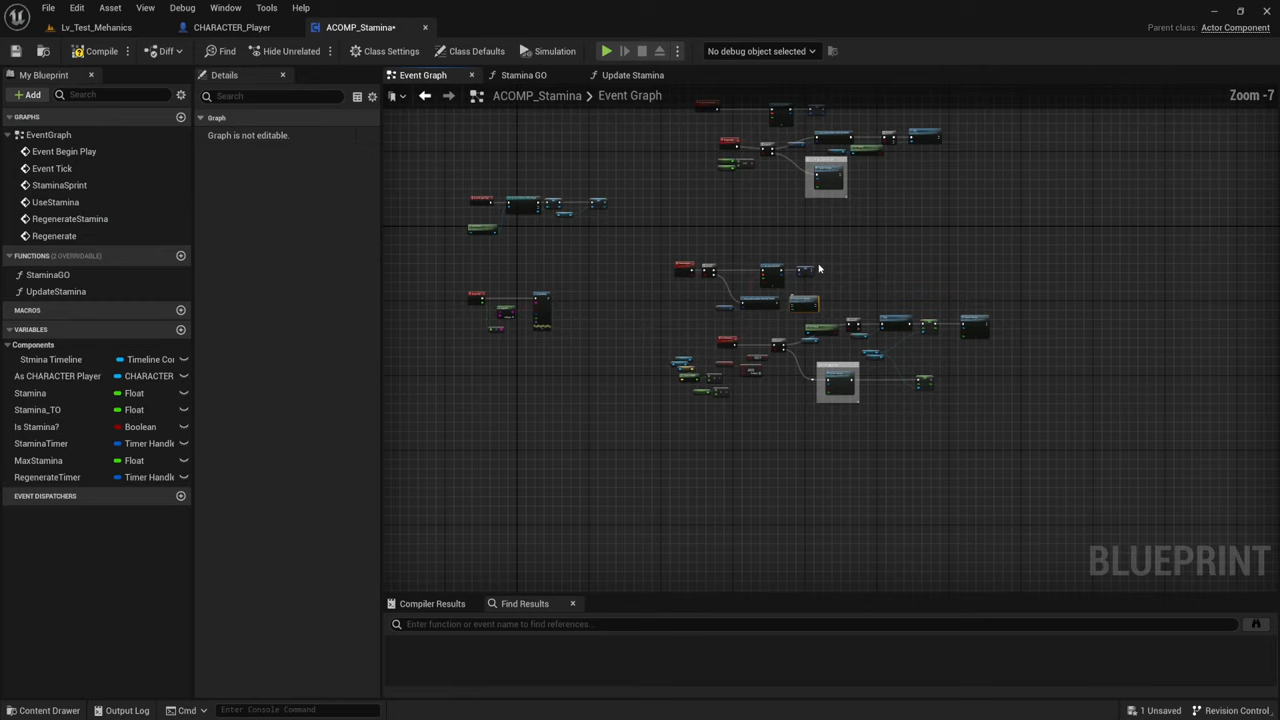 File Edit Asset View Debug Window Tools Help
Lv_Test_Mehanics CHARACTER_Player ACOMP_Stamina* Parent class: Actor Component
Compile Diff Find Hide Unrelated Class Settings Class Defaults Simulation No debug object selected
My Blueprint Details Event Graph Stamina GO Update Stamina
Add Search Search ACOMP_Stamina Event Graph Zoom -7
GRAPHS Graph
EventGraph Graph is not editable.
Event Begin Play
Event Tick
StaminaSprint
UseStamina
RegenerateStamina
Regenerate
FUNCTIONS (2 OVERRIDABLE)
StaminaGO
UpdateStamina
MACROS
VARIABLES
Components
Stmina Timeline Timeline Cor
As CHARACTER Player CHARACTER
Stamina Float
Stamina_TO Float
Is Stamina? Boolean
StaminaTimer Timer Handle
MaxStamina Float
RegenerateTimer Timer Handle
EVENT DISPATCHERS
BLUEPRINT
Compiler Results Find Results
Enter function or event name to find references...
Content Drawer Output Log Cmd Enter Console Command 1 Unsaved Revision Control